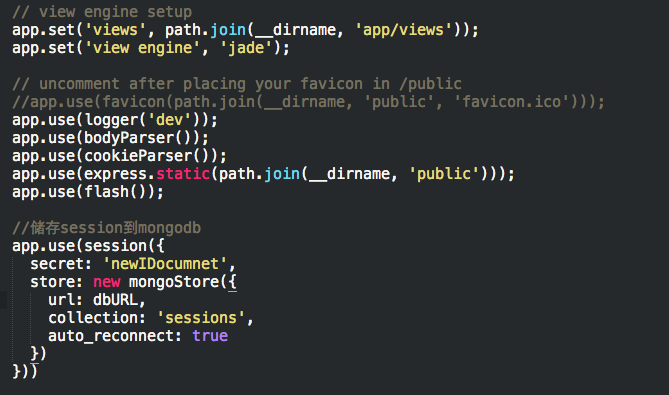 // view engine setup
app.set('views', path.join(__dirname, 'app/views'));
app.set('view engine', 'jade');
// uncomment after placing your favicon in /public
//app.use(favicon(path.join(__dirname, 'public', 'favicon.ico')));
app.use(logger('dev'));
app.use(bodyParser());
app.use(cookieParser());
app.use(express.static(path.join(__dirname, 'public')));
app.use(flash());
//储存session到mongodb
app.use(session({
  secret: 'newIDocumnet',
  store: new mongoStore({
    url: dbURL,
    collection: 'sessions',
    auto_reconnect: true
  })
}))